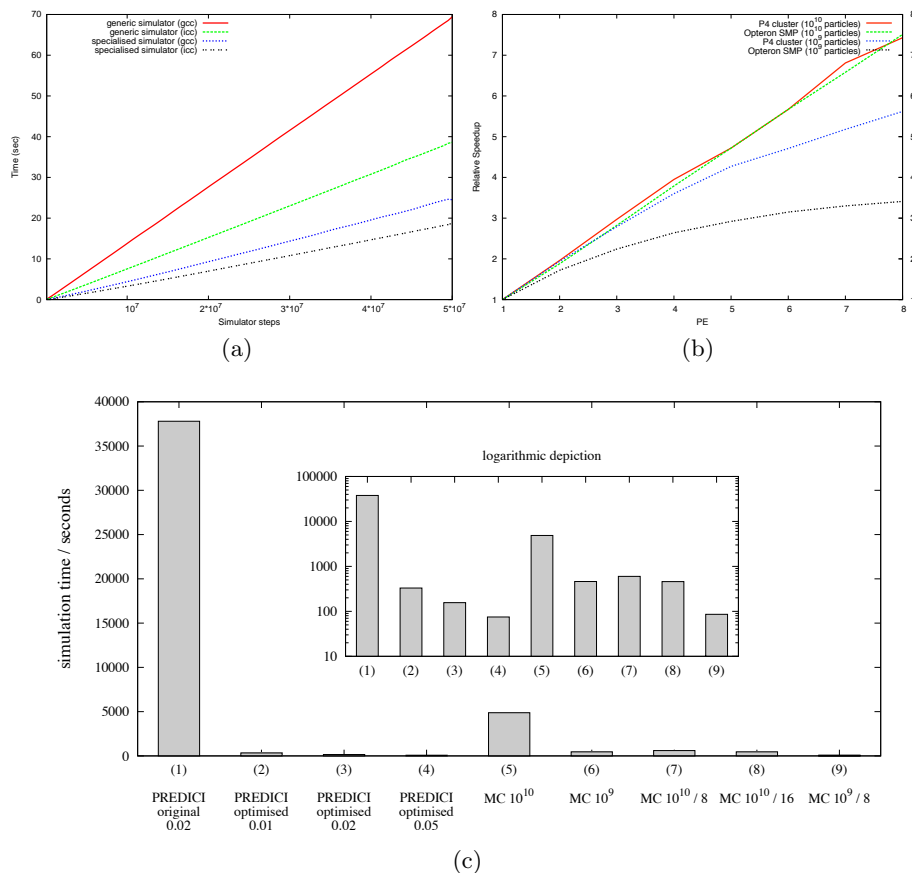 70
60
50
40
30
20
10
0
Time (sec)
generic simulator (gcc)
generic simulator (icc)
specialised simulator (gcc)
specialised simulator (icc)
10^7
2*10^7
3*10^7
4*10^7
5*10^7
Simulator steps
(a)
8
7
6
5
4
3
2
1
Relative Speedup
P4 cluster (10^10 particles)
Opteron SMP (10^10 particles)
P4 cluster (10^9 particles)
Opteron SMP (10^9 particles)
8
7
6
5
4
3
2
1 2 3 4 5 6 7 8
PE
(b)
40000
35000
30000
25000
20000
15000
10000
5000
0
simulation time / seconds
logarithmic depiction
100000
10000
1000
100
10
(1) (2) (3) (4) (5) (6) (7) (8) (9)
(1) (2) (3) (4) (5) (6) (7) (8) (9)
PREDICI original 0.02
PREDICI optimised 0.01
PREDICI optimised 0.02
PREDICI optimised 0.05
MC 10^10
MC 10^9
MC 10^10 / 8
MC 10^10 / 16
MC 10^9 / 8
(c)